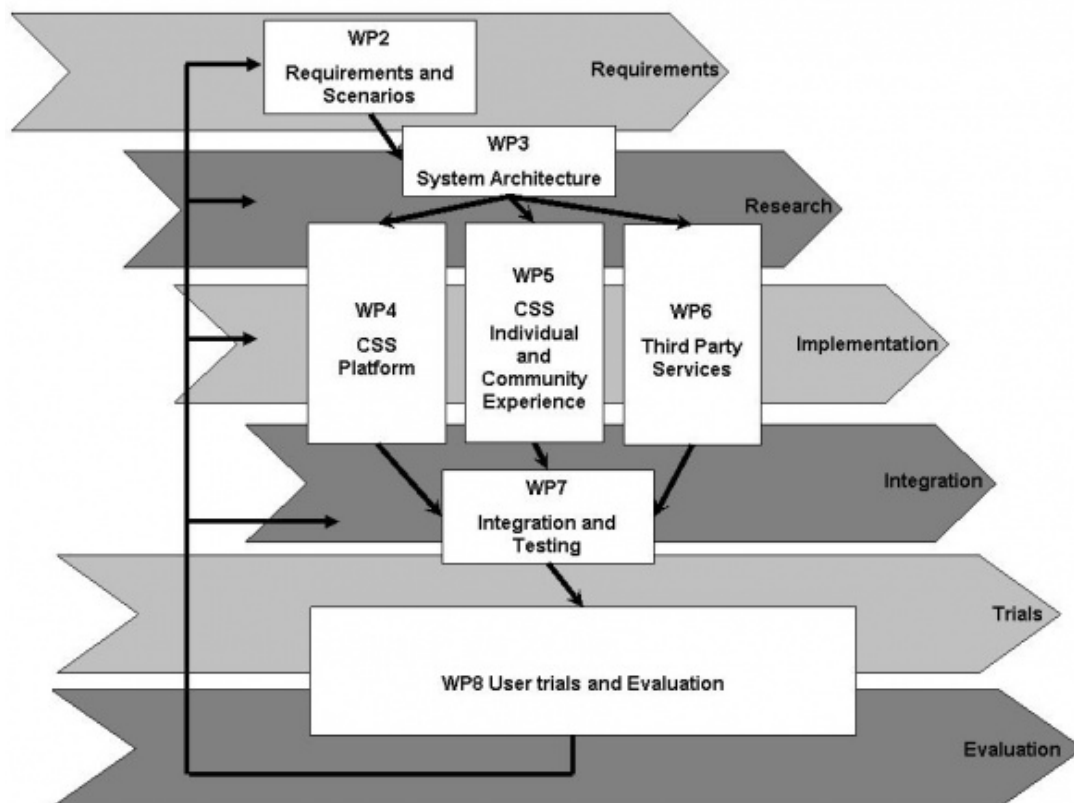 WP2
Requirements and
Scenarios
Requirements
WP3
System Architecture
Research
WP4
CSS
Platform
WP5
CSS
Individual
and
Community
Experience
WP6
Third Party
Services
Implementation
WP7
Integration and
Testing
Integration
Trials
WP8 User trials and Evaluation
Evaluation